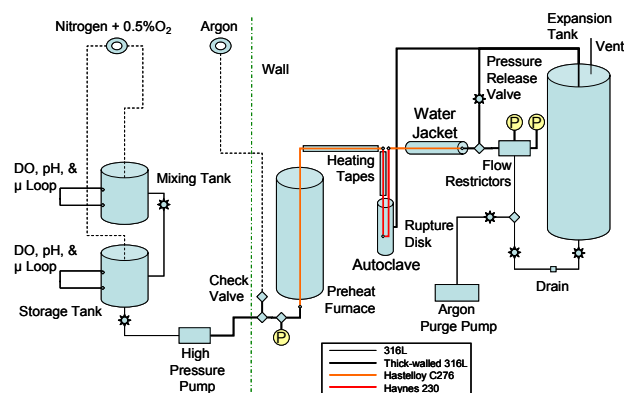 Nitrogen + 0.5%O₂
Argon
Wall
Expansion
Tank
Vent
Pressure
Release
Valve
Water
Jacket
P
P
DO, pH, &
µ Loop
Mixing Tank
Heating
Tapes
Flow
Restrictors
Rupture
Disk
Autoclave
DO, pH, &
µ Loop
Storage Tank
Check
Valve
Preheat
Furnace
Argon
Purge Pump
Drain
P
High
Pressure
Pump
316L
Thick-walled 316L
Hastelloy C276
Haynes 230